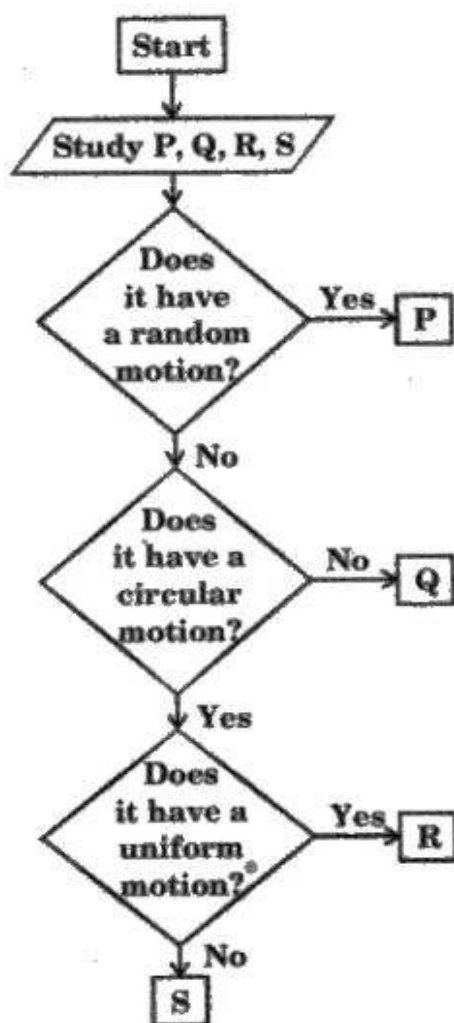 Start
Study P, Q, R, S
Does
it have
a random
motion?
Yes
P
No
Does
it have a
circular
motion?
No
Q
Yes
Does
it have a
uniform
motion?*
Yes
R
No
S